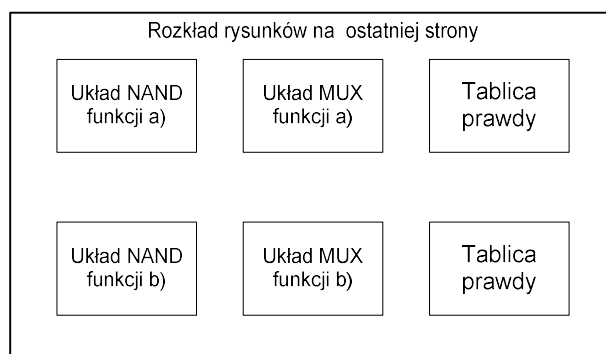 Rozkład rysunków na ostatniej strony
Układ NAND
funkcji a)
Układ MUX
funkcji a)
Tablica
prawdy
Układ NAND
funkcji b)
Układ MUX
funkcji b)
Tablica
prawdy